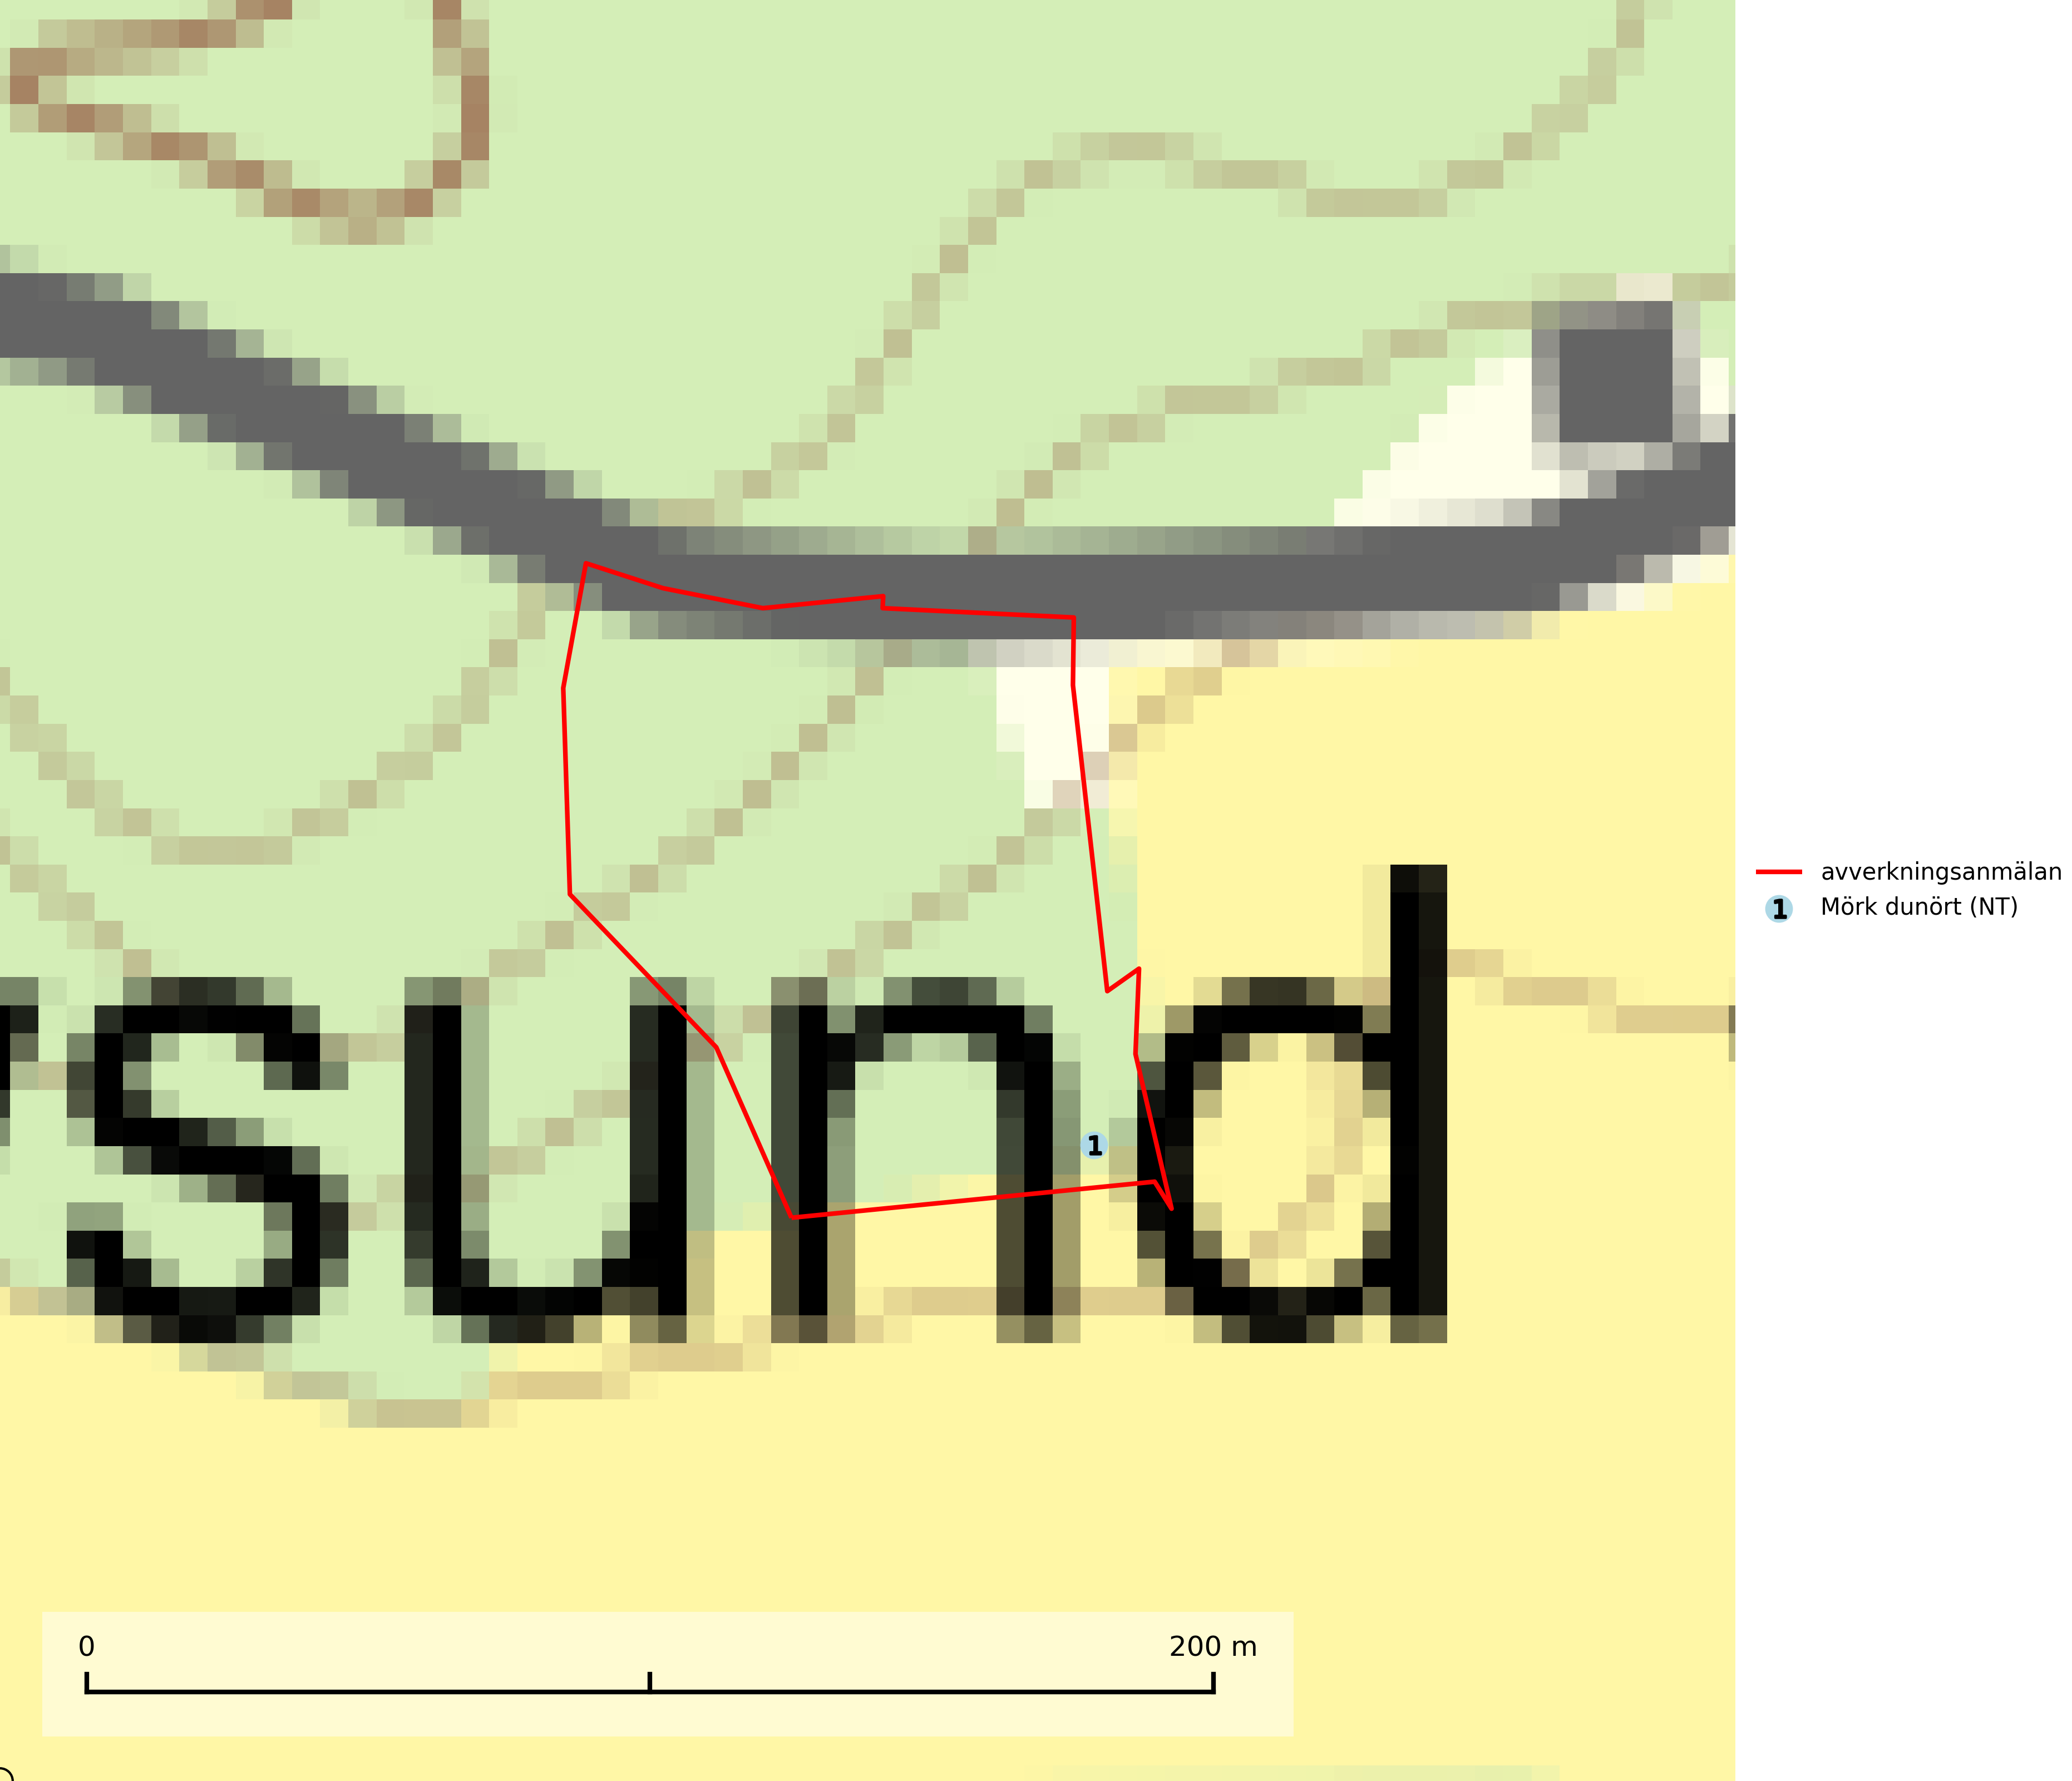 sund
1
0 200 m
avverkningsanmälan
1 Mörk dunört (NT)